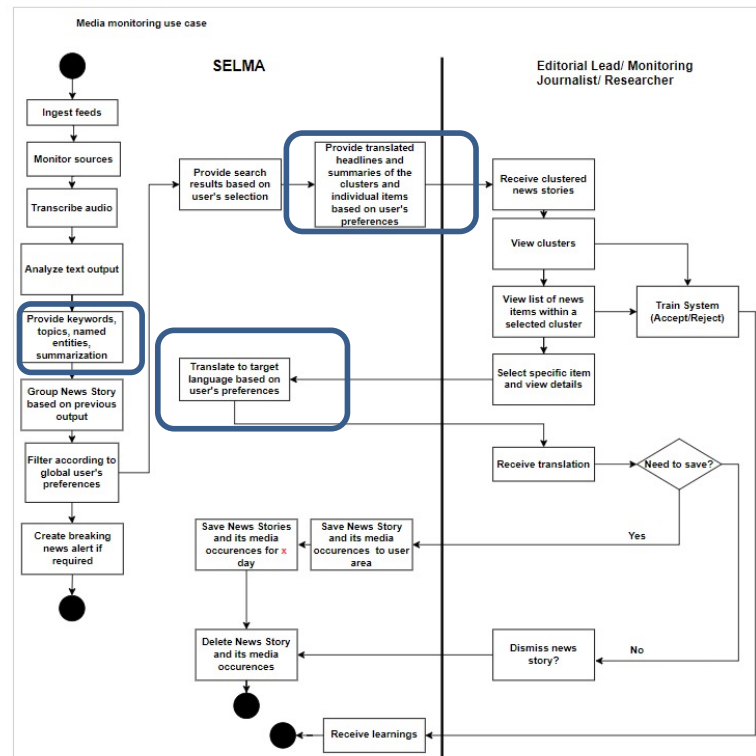 Media monitoring use case
SELMA
Editorial Lead/ Monitoring
Journalist/ Researcher
Ingest feeds
Monitor sources
Transcribe audio
Analyze text output
Provide keywords,
topics, named
entities,
summarization
Group News Story
based on previous
output
Filter according to
global user's
preferences
Create breaking
news alert if
required
Provide search
results based on
user's selection
Provide translated
headlines and
summaries of the
clusters and
individual items
based on user's
preferences
Receive clustered
news stories
View clusters
View list of news
items within a
selected cluster
Train System
(Accept/Reject)
Select specific item
and view details
Translate to target
language based on
user's preferences
Receive translation
Need to save?
Yes
Save News Story
and its media
occurences to user
area
Save News Stories
and its media
occurences for x
day
No
Dismiss news
story?
Delete News Story
and its media
occurences
Receive learnings